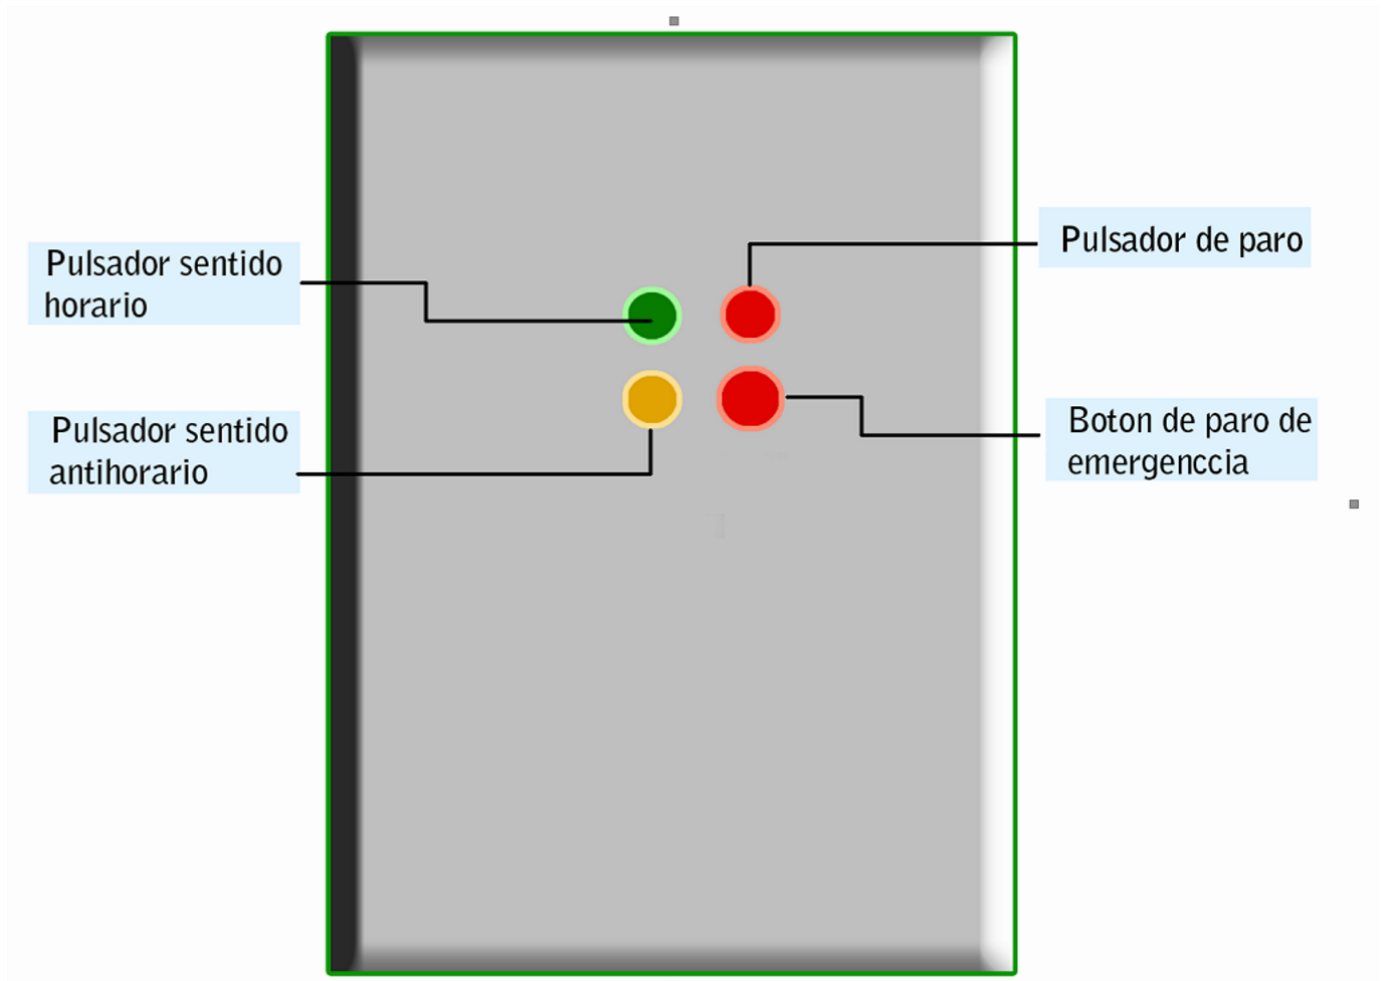 Pulsador sentido
horario
Pulsador sentido
antihorario
Pulsador de paro
Boton de paro de
emergenccia